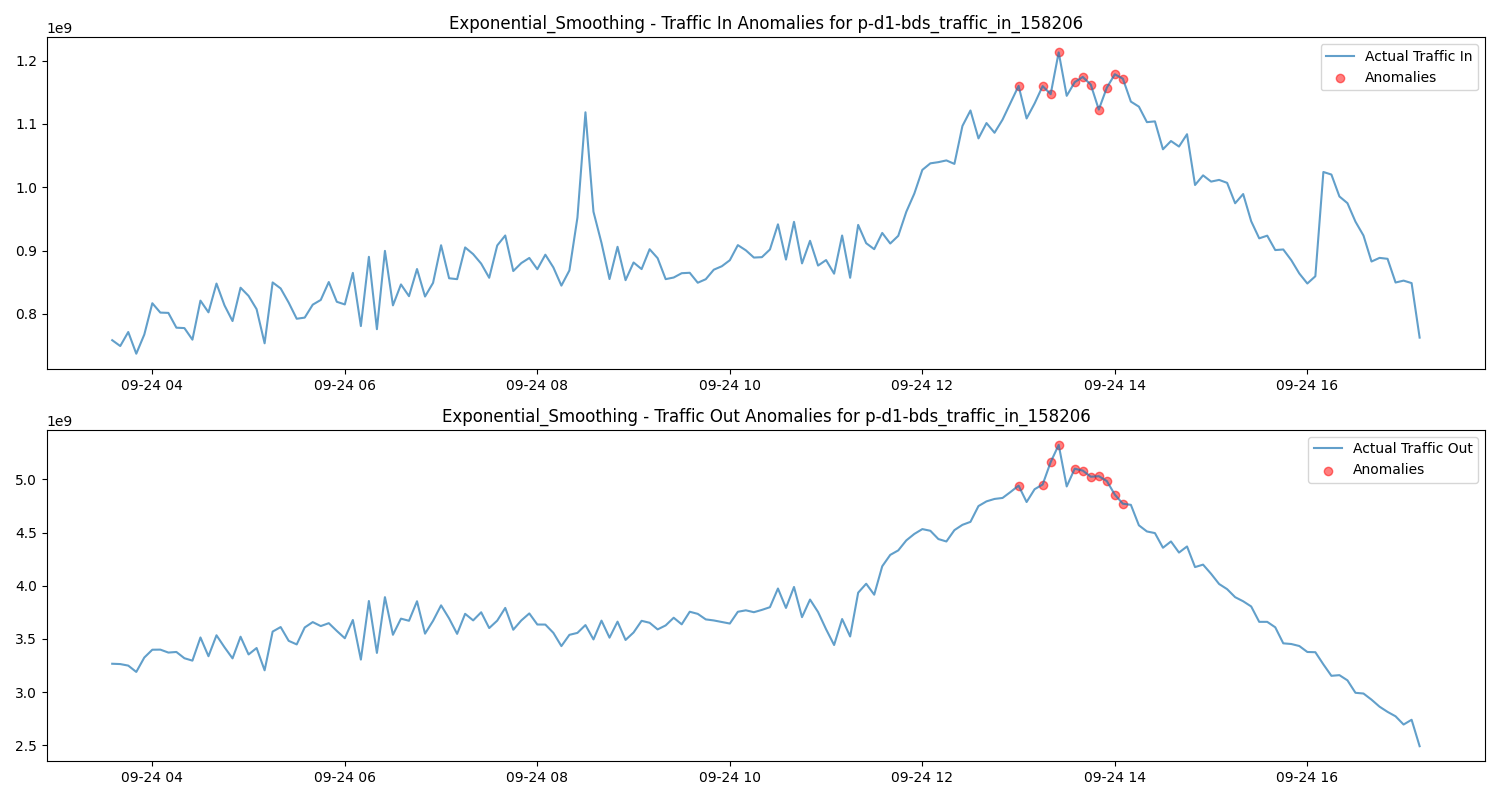 Exponential_Smoothing - Traffic In Anomalies for p-d1-bds_traffic_in_158206
1e9
1.2
1.1
1.0
0.9
0.8
Actual Traffic In
Anomalies
09-24 04 09-24 06 09-24 08 09-24 10 09-24 12 09-24 14 09-24 16
Exponential_Smoothing - Traffic Out Anomalies for p-d1-bds_traffic_in_158206
1e9
5.0
4.5
4.0
3.5
3.0
2.5
Actual Traffic Out
Anomalies
09-24 04 09-24 06 09-24 08 09-24 10 09-24 12 09-24 14 09-24 16